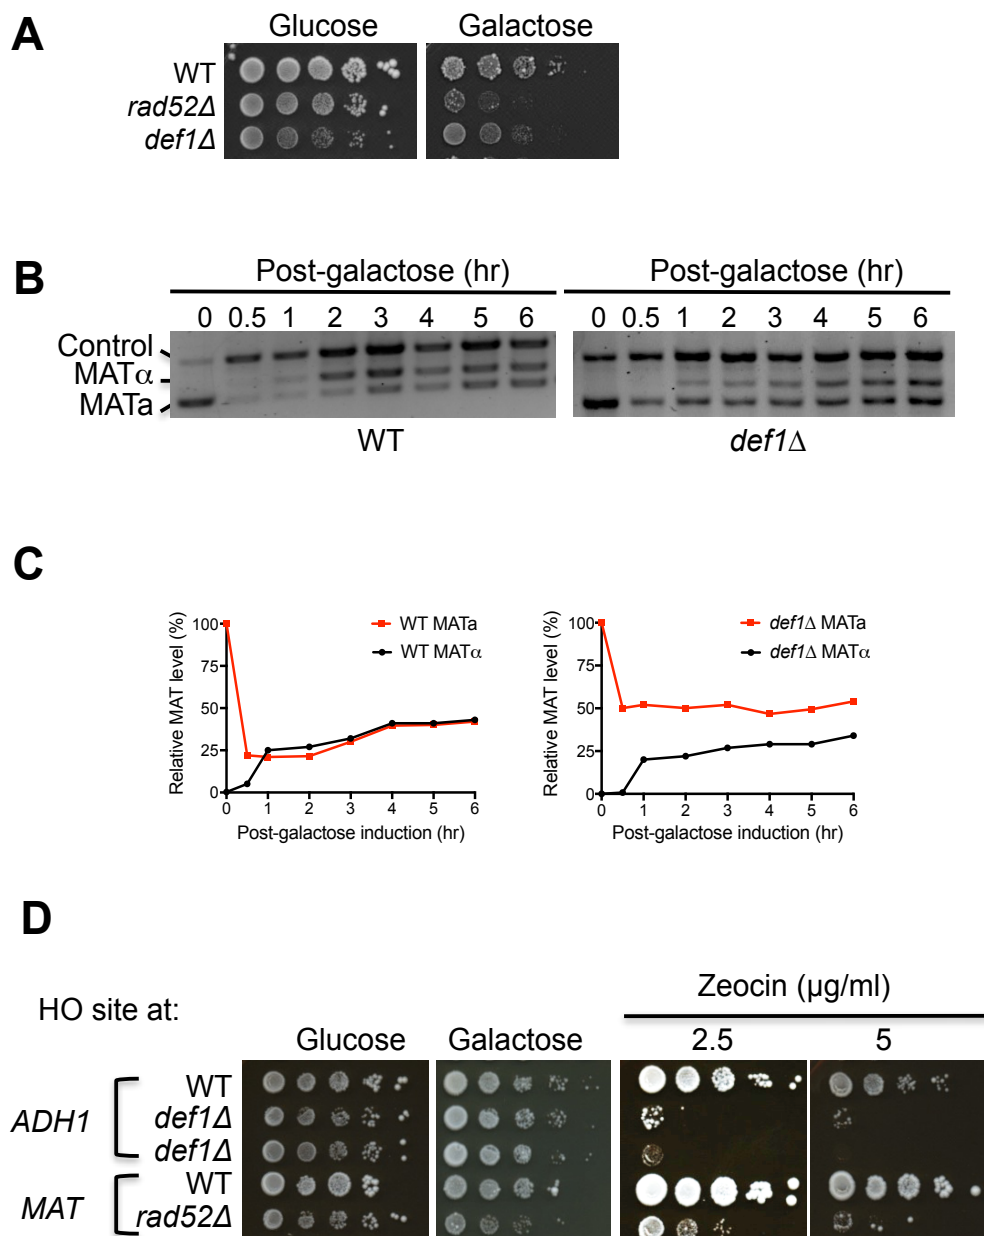 A
Glucose Galactose
WT
rad52Δ
def1Δ
B
Post-galactose (hr) Post-galactose (hr)
0 0.5 1 2 3 4 5 6 0 0.5 1 2 3 4 5 6
Control
MATα
MATa
WT def1Δ
C
Relative MAT level (%)
100
75
50
25
0
0 1 2 3 4 5 6
Post-galactose induction (hr)
WT MATa
WT MATα
Relative MAT level (%)
100
75
50
25
0
0 1 2 3 4 5 6
Post-galactose induction (hr)
def1Δ MATa
def1Δ MATα
D
Zeocin (µg/ml)
HO site at:
Glucose Galactose 2.5 5
ADH1
WT
def1Δ
def1Δ
MAT
WT
rad52Δ